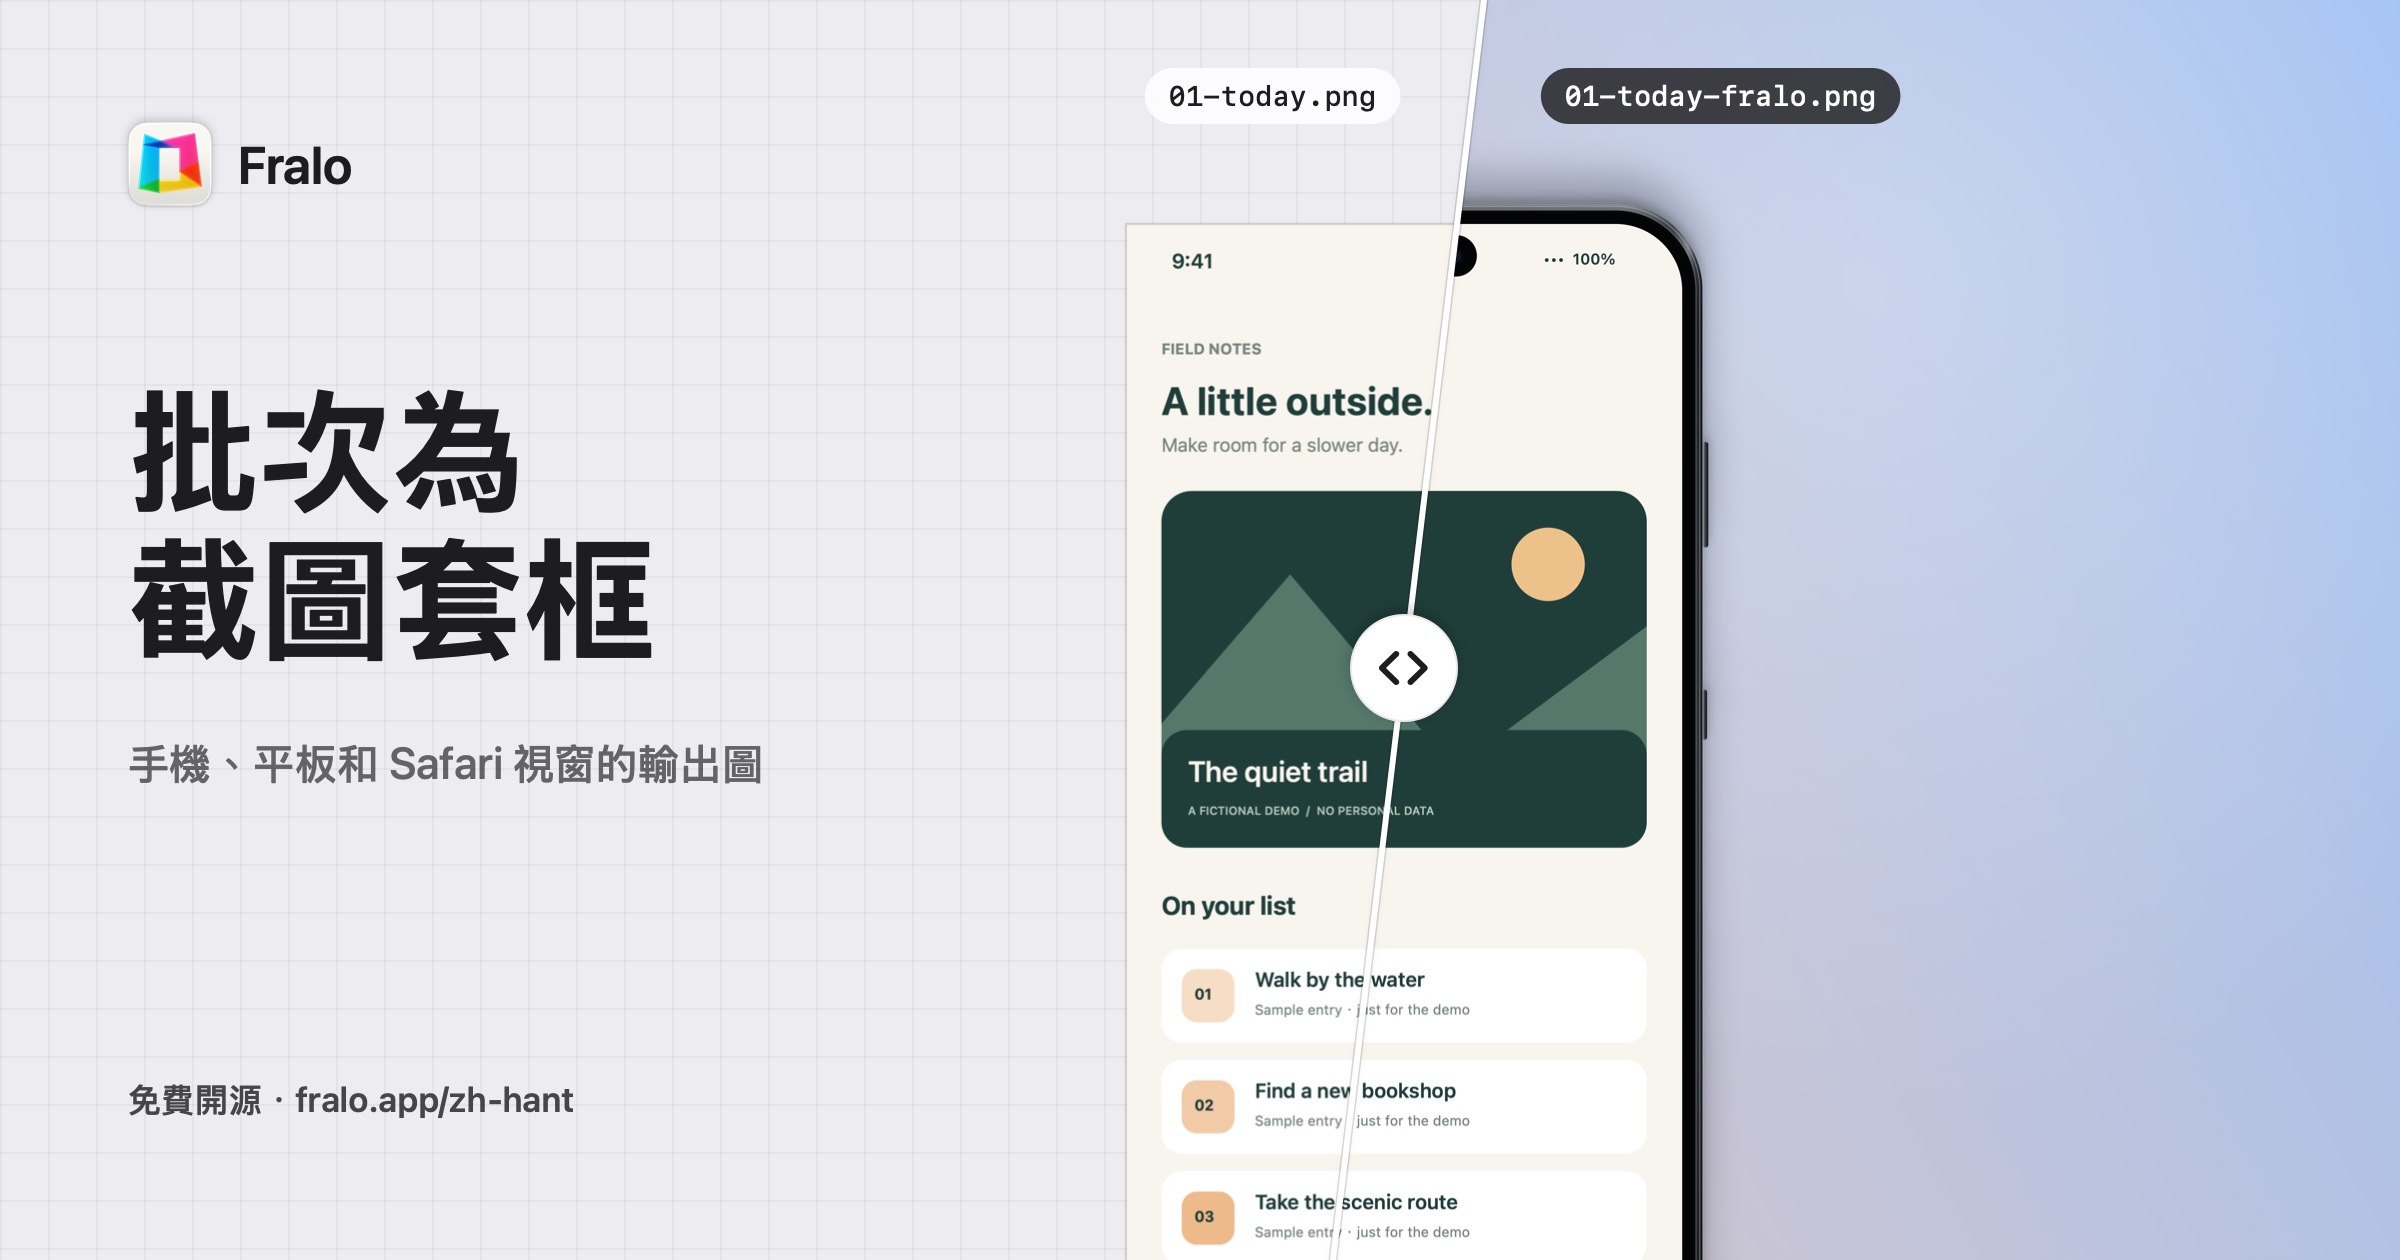 Fralo
批次為
截圖套框
手機、平板和 Safari 視窗的輸出圖
免費開源 · fralo.app/zh-hant
01-today.png
01-today-fralo.png
9:41
••• 100%
FIELD NOTES
A little outside.
Make room for a slower day.
The quiet trail
A FICTIONAL DEMO / NO PERSONAL DATA
On your list
01
Walk by the water
Sample entry · just for the demo
02
Find a new bookshop
Sample entry · just for the demo
03
Take the scenic route
Sample entry · just for the demo